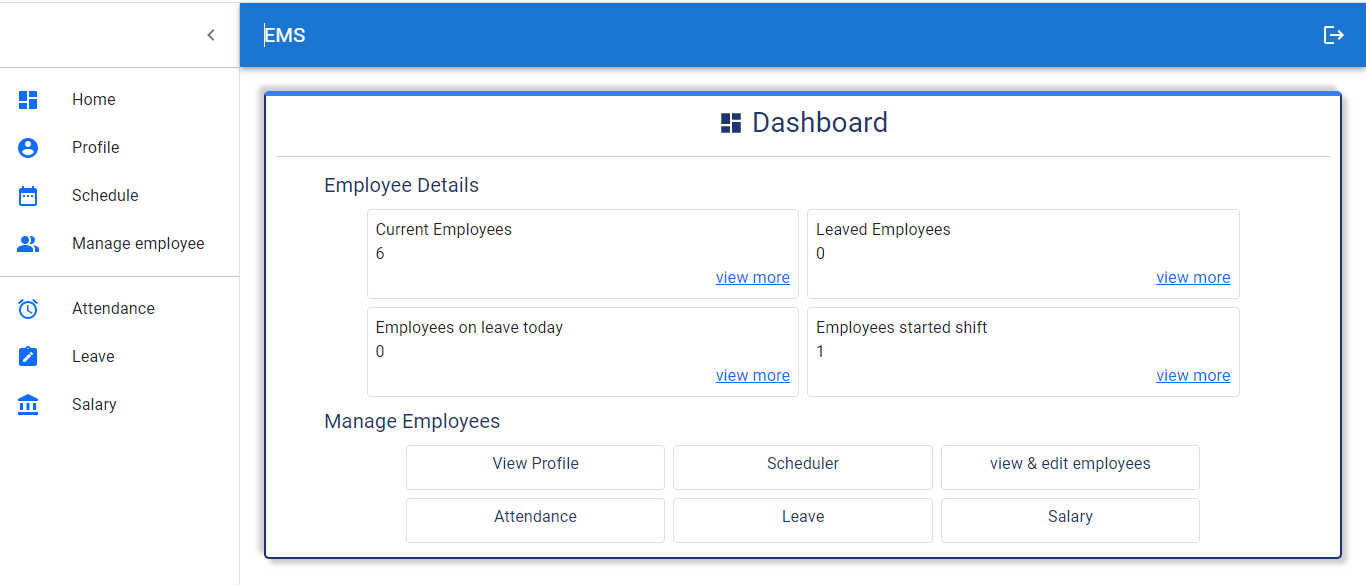 EMS
Home
Profile
Schedule
Manage employee
Attendance
Leave
Salary
Dashboard
Employee Details
Current Employees
6
view more
Leaved Employees
0
view more
Employees on leave today
0
view more
Employees started shift
1
view more
Manage Employees
View Profile
Scheduler
view & edit employees
Attendance
Leave
Salary